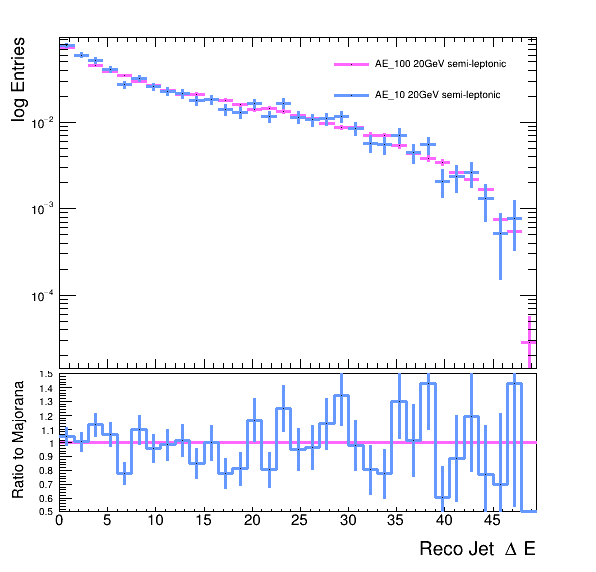 log Entries
AE_100 20GeV semi-leptonic
AE_10 20GeV semi-leptonic
10⁻²
10⁻³
10⁻⁴
Ratio to Majorana
1.5
1.4
1.3
1.2
1.1
1
0.9
0.8
0.7
0.6
0.5
0 5 10 15 20 25 30 35 40 45
Reco Jet Δ E